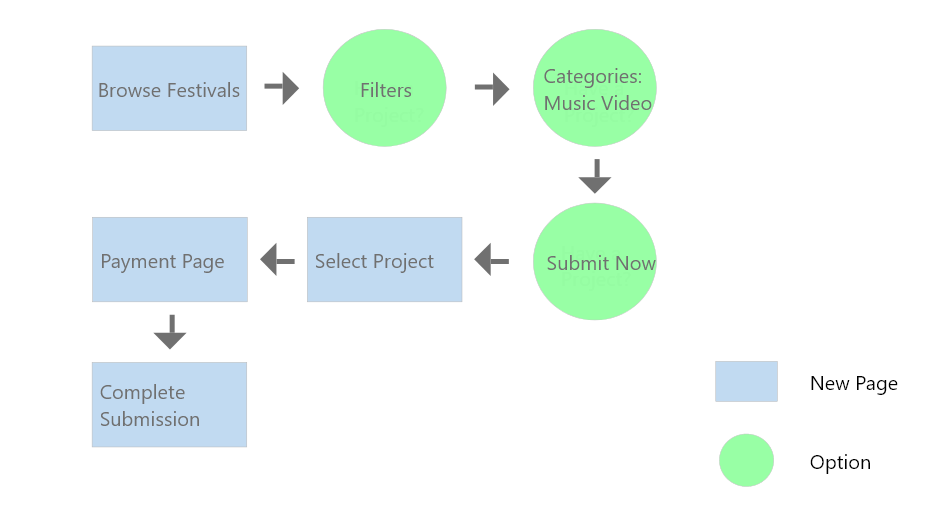 Browse Festivals
Filters
Categories:
Music Video
Payment Page
Select Project
Submit Now
Complete
Submission
New Page
Option